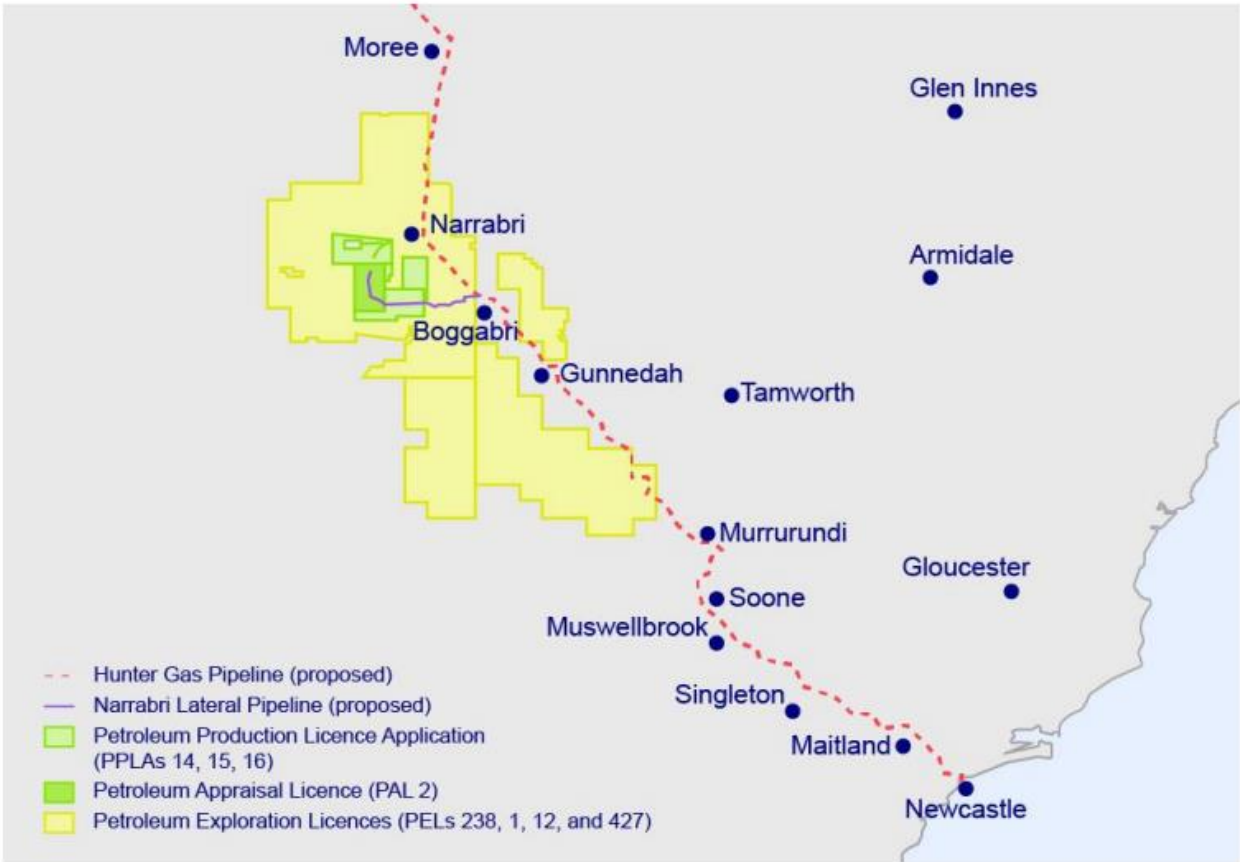 Moree
Glen Innes
Narrabri
Armidale
Boggabri
Gunnedah
Tamworth
Murrurundi
Gloucester
Soone
Muswellbrook
Singleton
Maitland
Newcastle
Hunter Gas Pipeline (proposed)
Narrabri Lateral Pipeline (proposed)
Petroleum Production Licence Application
(PPLAs 14, 15, 16)
Petroleum Appraisal Licence (PAL 2)
Petroleum Exploration Licences (PELs 238, 1, 12, and 427)